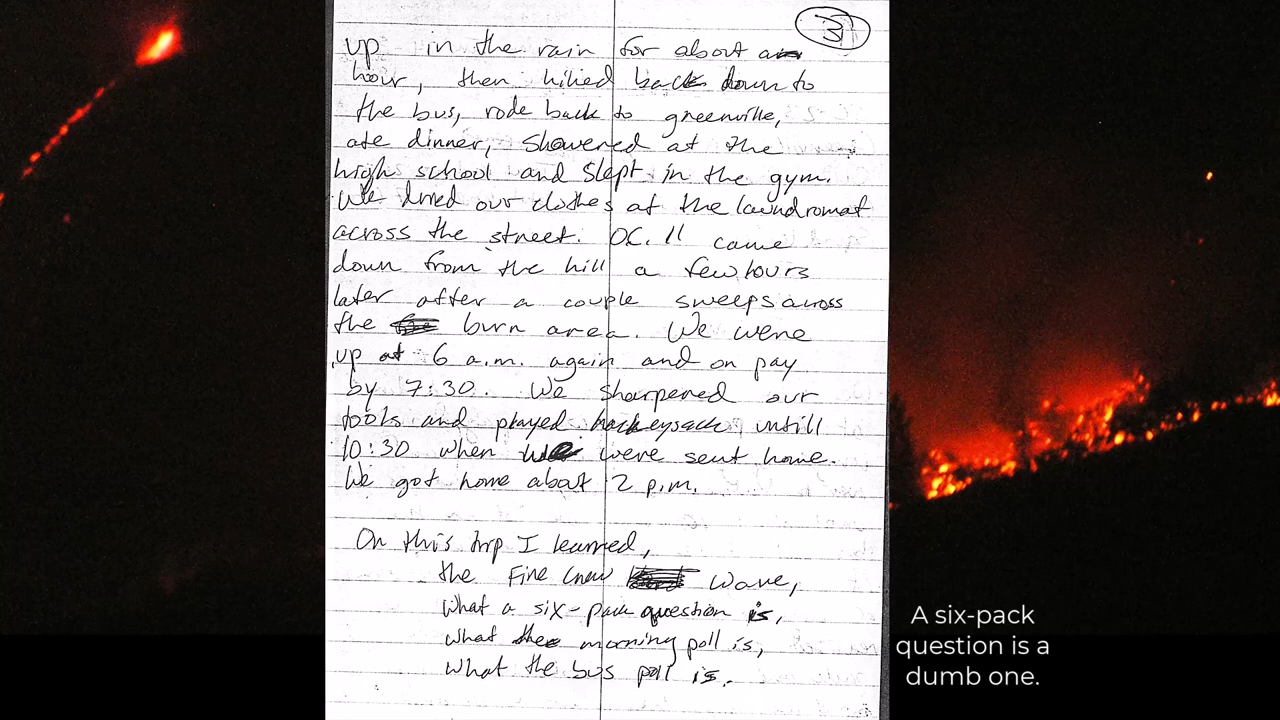 3
up in the rain for about an
hour, then hiked back down to
the bus, rode back to greenville,
ate dinner, showered at the
high school and slept in the gym.
We dried our clothes at the laundromat
across the street. OC. 11 came
down from the hill a few hours
later after a couple sweeps across
the burn area. We were
up at 6 a.m. again and on pay
by 7:30. We sharpened our
tools and played hackeysack untill
10:30 when we were sent home.
We got home about 2 p.m.
On this trip I learned,
the Fire Crew Wave,
What a six-pack question is,
what the morning poll is,
What the bus poll is.
A six-pack
question is a
dumb one.